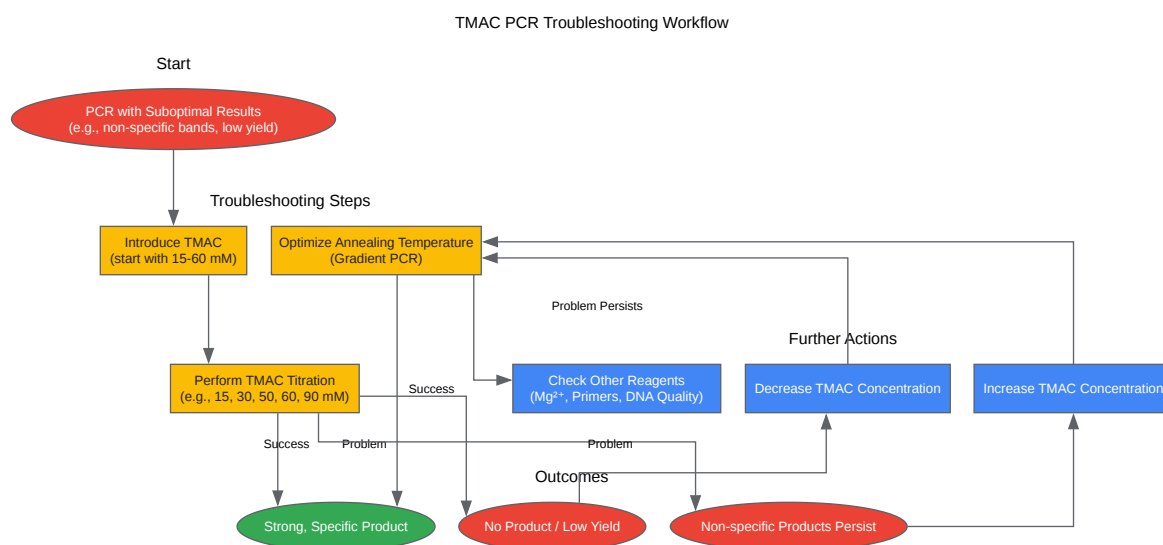 TMAC PCR Troubleshooting Workflow
Start
PCR with Suboptimal Results
(e.g., non-specific bands, low yield)
Troubleshooting Steps
Introduce TMAC
(start with 15-60 mM)
Optimize Annealing Temperature
(Gradient PCR)
Problem Persists
Further Actions
Perform TMAC Titration
(e.g., 15, 30, 50, 60, 90 mM)
Success
Check Other Reagents
(Mg²⁺, Primers, DNA Quality)
Decrease TMAC Concentration
Increase TMAC Concentration
Success
Problem
Problem
Outcomes
Strong, Specific Product
No Product / Low Yield
Non-specific Products Persist